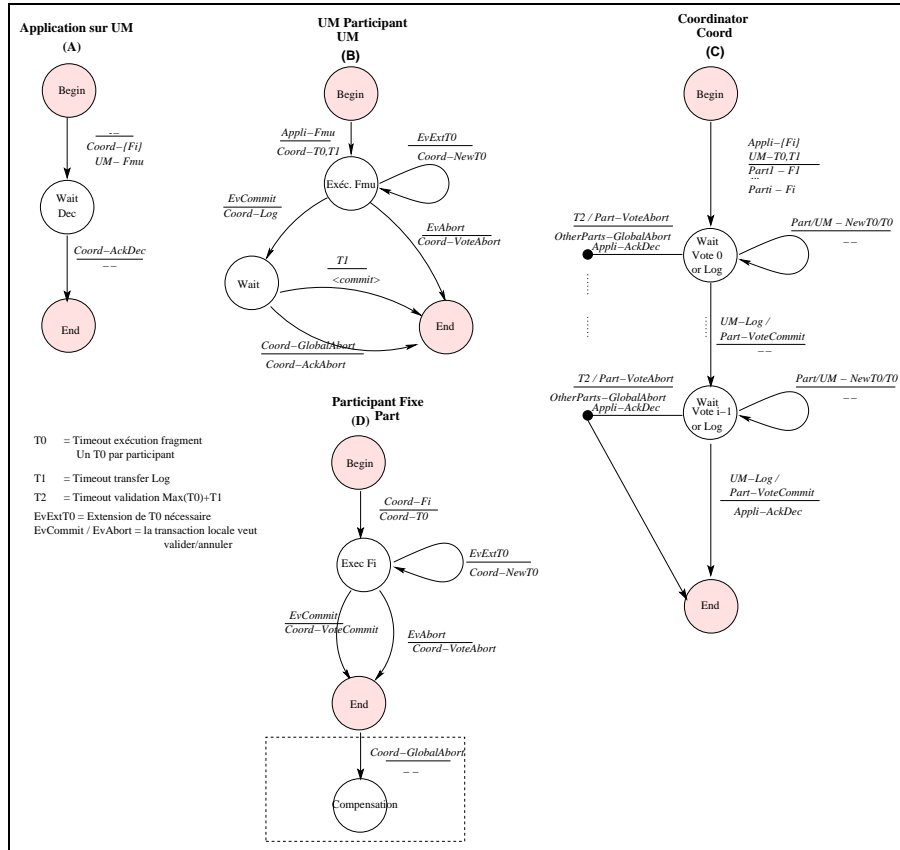 Application sur UM
(A)
Begin
--
Coord-{Fi}
UM- Fmu
Wait
Dec
Coord-AckDec
--
End
UM Participant
UM
(B)
Begin
Appli-Fmu
Coord-T0,T1
EvExtT0
Coord-NewT0
Exéc. Fmu
EvCommit
Coord-Log
EvAbort
Coord-VoteAbort
T1
<commit>
Wait
End
Coord-GlobalAbort
Coord-AckAbort
Coordinator
Coord
(C)
Begin
Appli-{Fi}
UM-T0,T1
Part1 - F1
...
Parti - Fi
T2 / Part-VoteAbort
OtherParts-GlobalAbort
Appli-AckDec
Wait
Vote 0
or Log
Part/UM - NewT0/T0
--
UM-Log /
Part-VoteCommit
--
T2 / Part-VoteAbort
OtherParts-GlobalAbort
Appli-AckDec
Wait
Vote i-1
or Log
Part/UM - NewT0/T0
--
UM-Log /
Part-VoteCommit
Appli-AckDec
End
Participant Fixe
Part
(D)
Begin
Coord-Fi
Coord-T0
Exec Fi
EvExtT0
Coord-NewT0
EvCommit
Coord-VoteCommit
EvAbort
Coord-VoteAbort
End
Coord-GlobalAbort
--
Compensation
T0 = Timeout exécution fragment
Un T0 par participant
T1 = Timeout transfer Log
T2 = Timeout validation Max(T0)+T1
EvExtT0 = Extension de T0 nécessaire
EvCommit / EvAbort = la transaction locale veut
valider/annuler